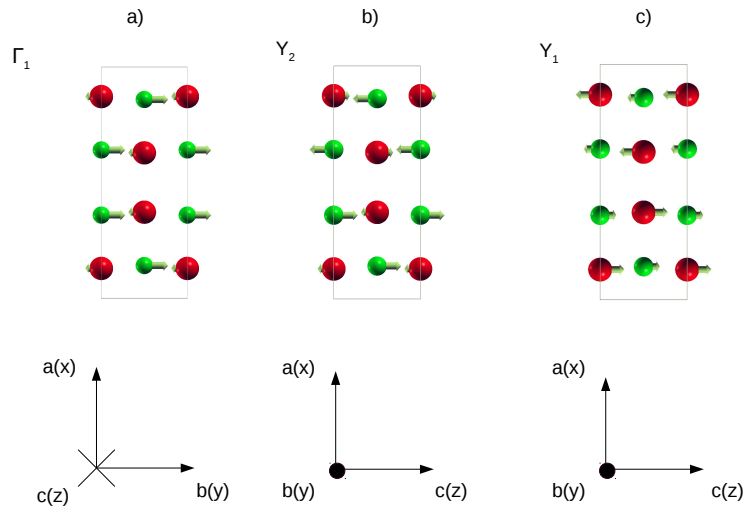 a) b) c)
Γ₁ Y₂ Y₁
a(x) a(x) a(x)
c(z) b(y) b(y) c(z) b(y) c(z)